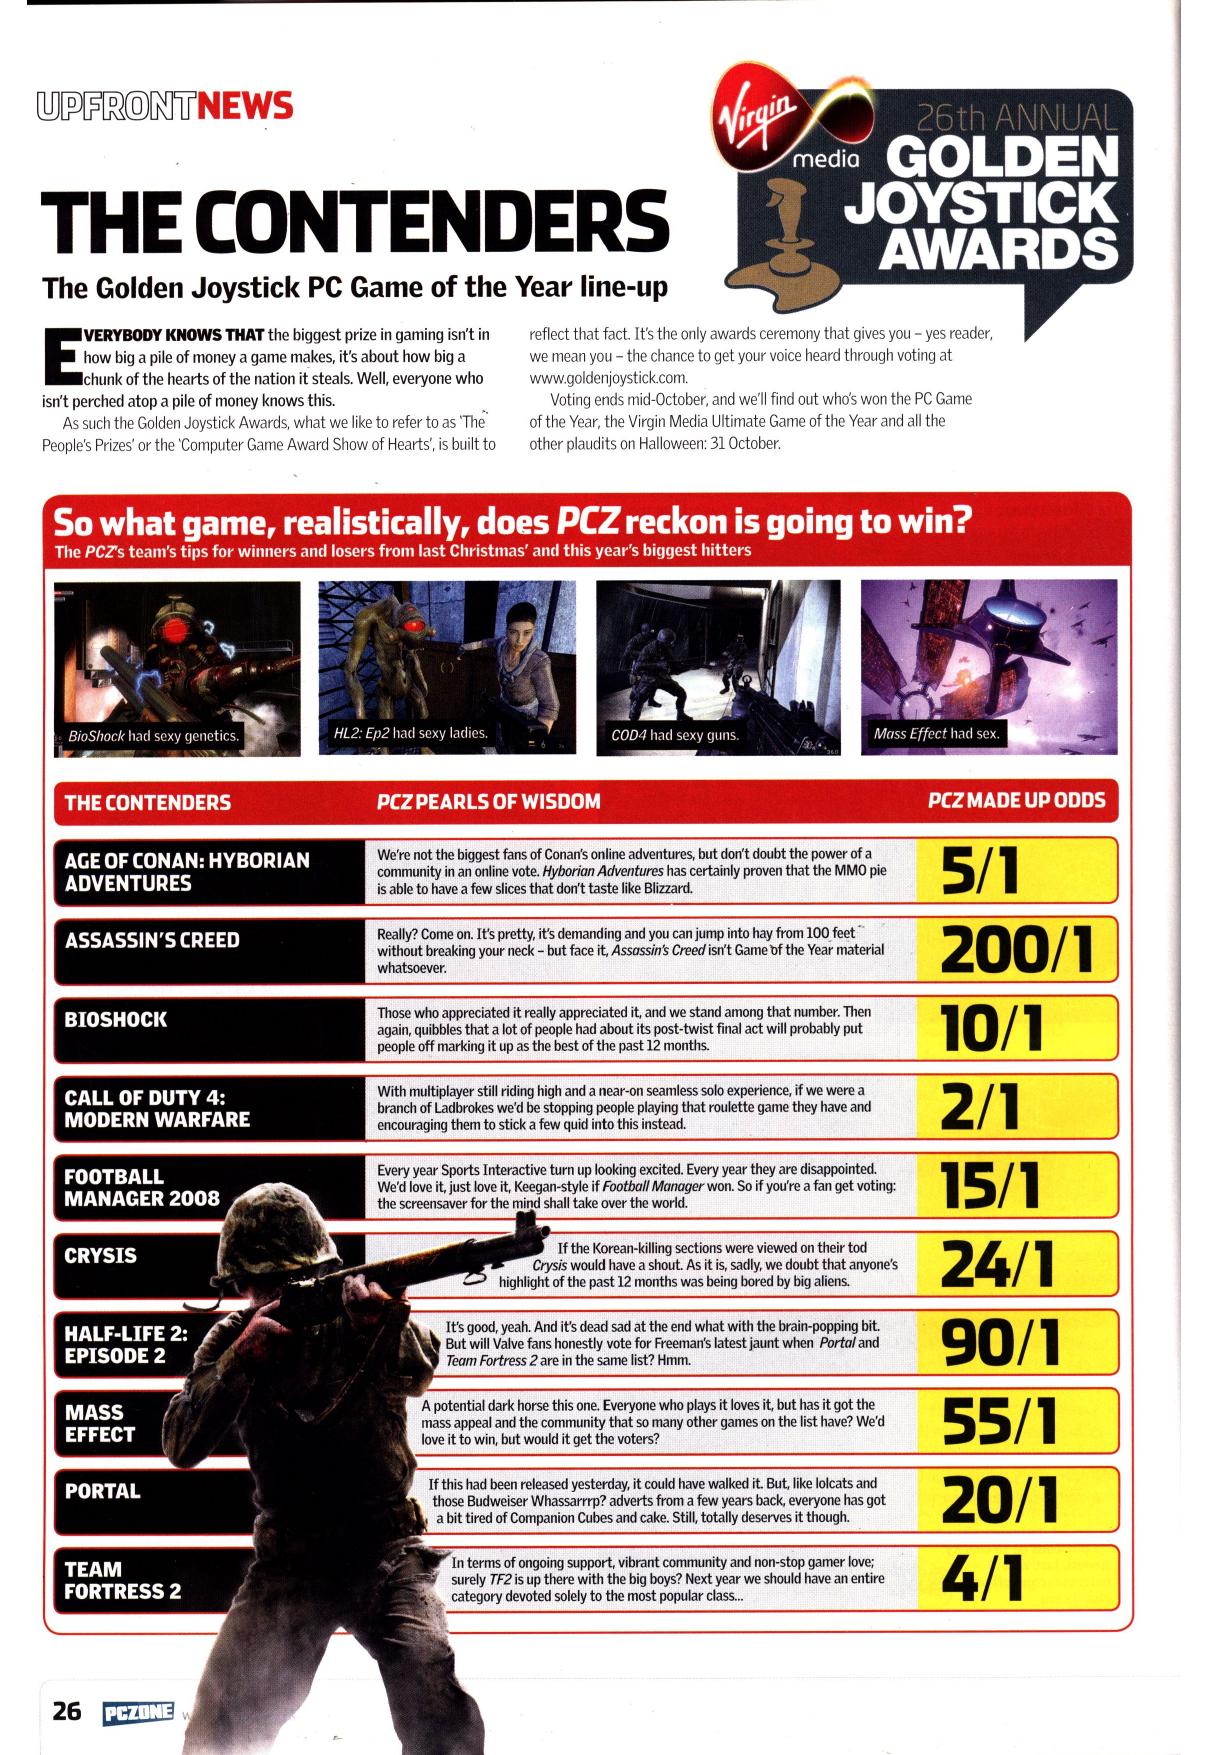 UPFRONTNEWS
Virgin
media
26th ANNUAL
GOLDEN
JOYSTICK
AWARDS
THE CONTENDERS
The Golden Joystick PC Game of the Year line-up
EVERYBODY KNOWS THAT the biggest prize in gaming isn't in
how big a pile of money a game makes, it's about how big a
chunk of the hearts of the nation it steals. Well, everyone who
isn't perched atop a pile of money knows this.
As such the Golden Joystick Awards, what we like to refer to as 'The
People's Prizes' or the 'Computer Game Award Show of Hearts', is built to
reflect that fact. It's the only awards ceremony that gives you – yes reader,
we mean you – the chance to get your voice heard through voting at
www.goldenjoystick.com.
Voting ends mid-October, and we'll find out who's won the PC Game
of the Year, the Virgin Media Ultimate Game of the Year and all the
other plaudits on Halloween: 31 October.
So what game, realistically, does PCZ reckon is going to win?
The PCZ's team's tips for winners and losers from last Christmas' and this year's biggest hitters
BioShock had sexy genetics.
HL2: Ep2 had sexy ladies.
COD4 had sexy guns.
Mass Effect had sex.
THE CONTENDERS
PCZ PEARLS OF WISDOM
PCZ MADE UP ODDS
AGE OF CONAN: HYBORIAN
ADVENTURES
We're not the biggest fans of Conan's online adventures, but don't doubt the power of a
community in an online vote. Hyborian Adventures has certainly proven that the MMO pie
is able to have a few slices that don't taste like Blizzard.
5/1
ASSASSIN'S CREED
Really? Come on. It's pretty, it's demanding and you can jump into hay from 100 feet
without breaking your neck – but face it, Assassin's Creed isn't Game of the Year material
whatsoever.
200/1
BIOSHOCK
Those who appreciated it really appreciated it, and we stand among that number. Then
again, quibbles that a lot of people had about its post-twist final act will probably put
people off marking it up as the best of the past 12 months.
10/1
CALL OF DUTY 4:
MODERN WARFARE
With multiplayer still riding high and a near-on seamless solo experience, if we were a
branch of Ladbrokes we'd be stopping people playing that roulette game they have and
encouraging them to stick a few quid into this instead.
2/1
FOOTBALL
MANAGER 2008
Every year Sports Interactive turn up looking excited. Every year they are disappointed.
We'd love it, just love it, Keegan-style if Football Manager won. So if you're a fan get voting:
the screensaver for the mind shall take over the world.
15/1
CRYSIS
If the Korean-killing sections were viewed on their tod
Crysis would have a shout. As it is, sadly, we doubt that anyone's
highlight of the past 12 months was being bored by big aliens.
24/1
HALF-LIFE 2:
EPISODE 2
It's good, yeah. And it's dead sad at the end what with the brain-popping bit.
But will Valve fans honestly vote for Freeman's latest jaunt when Portal and
Team Fortress 2 are in the same list? Hmm.
90/1
MASS
EFFECT
A potential dark horse this one. Everyone who plays it loves it, but has it got the
mass appeal and the community that so many other games on the list have? We'd
love it to win, but would it get the voters?
55/1
PORTAL
If this had been released yesterday, it could have walked it. But, like lolcats and
those Budweiser Whassarrrp? adverts from a few years back, everyone has got
a bit tired of Companion Cubes and cake. Still, totally deserves it though.
20/1
TEAM
FORTRESS 2
In terms of ongoing support, vibrant community and non-stop gamer love;
surely TF2 is up there with the big boys? Next year we should have an entire
category devoted solely to the most popular class...
4/1
26 PCZONE